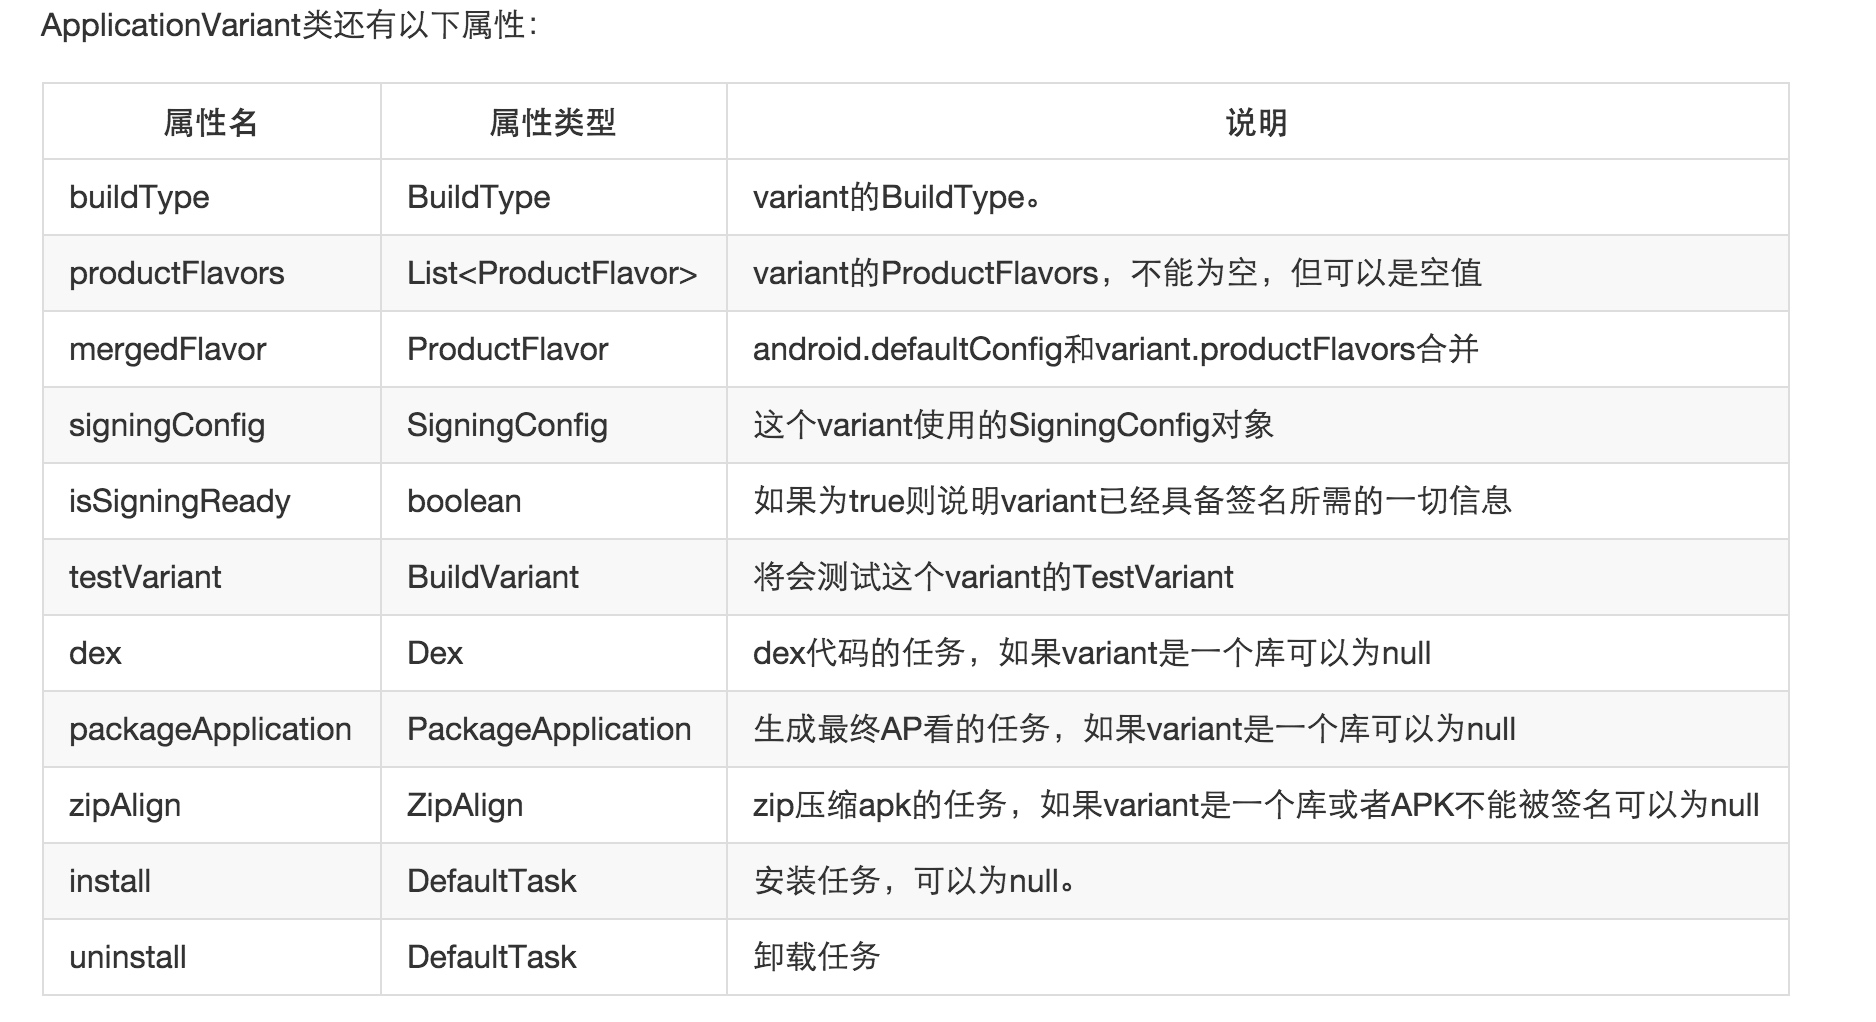 ApplicationVariant类还有以下属性：
属性名 属性类型 说明
buildType BuildType variant的BuildType。
productFlavors List<ProductFlavor> variant的ProductFlavors，不能为空，但可以是空值
mergedFlavor ProductFlavor android.defaultConfig和variant.productFlavors合并
signingConfig SigningConfig 这个variant使用的SigningConfig对象
isSigningReady boolean 如果为true则说明variant已经具备签名所需的一切信息
testVariant BuildVariant 将会测试这个variant的TestVariant
dex Dex dex代码的任务，如果variant是一个库可以为null
packageApplication PackageApplication 生成最终AP看的任务，如果variant是一个库可以为null
zipAlign ZipAlign zip压缩apk的任务，如果variant是一个库或者APK不能被签名可以为null
install DefaultTask 安装任务，可以为null。
uninstall DefaultTask 卸载任务